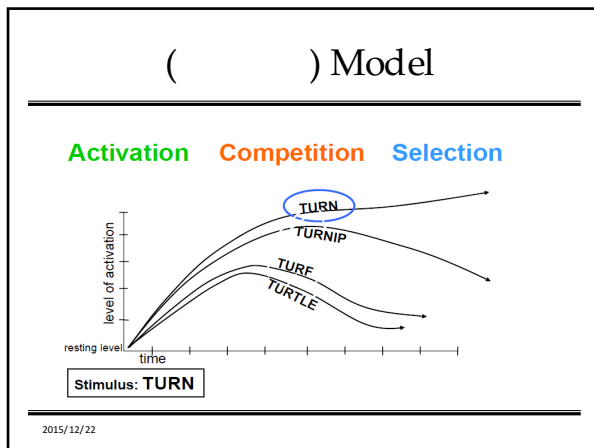 ( ) Model
Activation Competition Selection
TURN
TURNIP
TURF
TURTLE
level of activation
resting level
time
Stimulus: TURN
2015/12/22